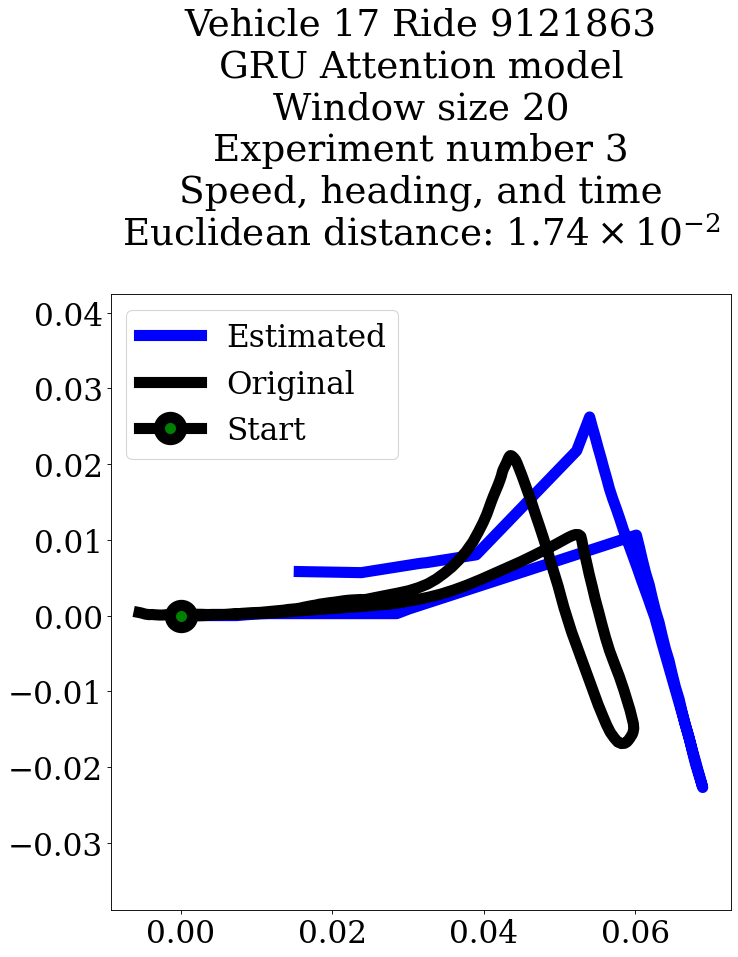 Vehicle 17 Ride 9121863
GRU Attention model
Window size 20
Experiment number 3
Speed, heading, and time
Euclidean distance: 1.74 × 10⁻²
Estimated
Original
Start
0.04
0.03
0.02
0.01
0.00
−0.01
−0.02
−0.03
0.00 0.02 0.04 0.06